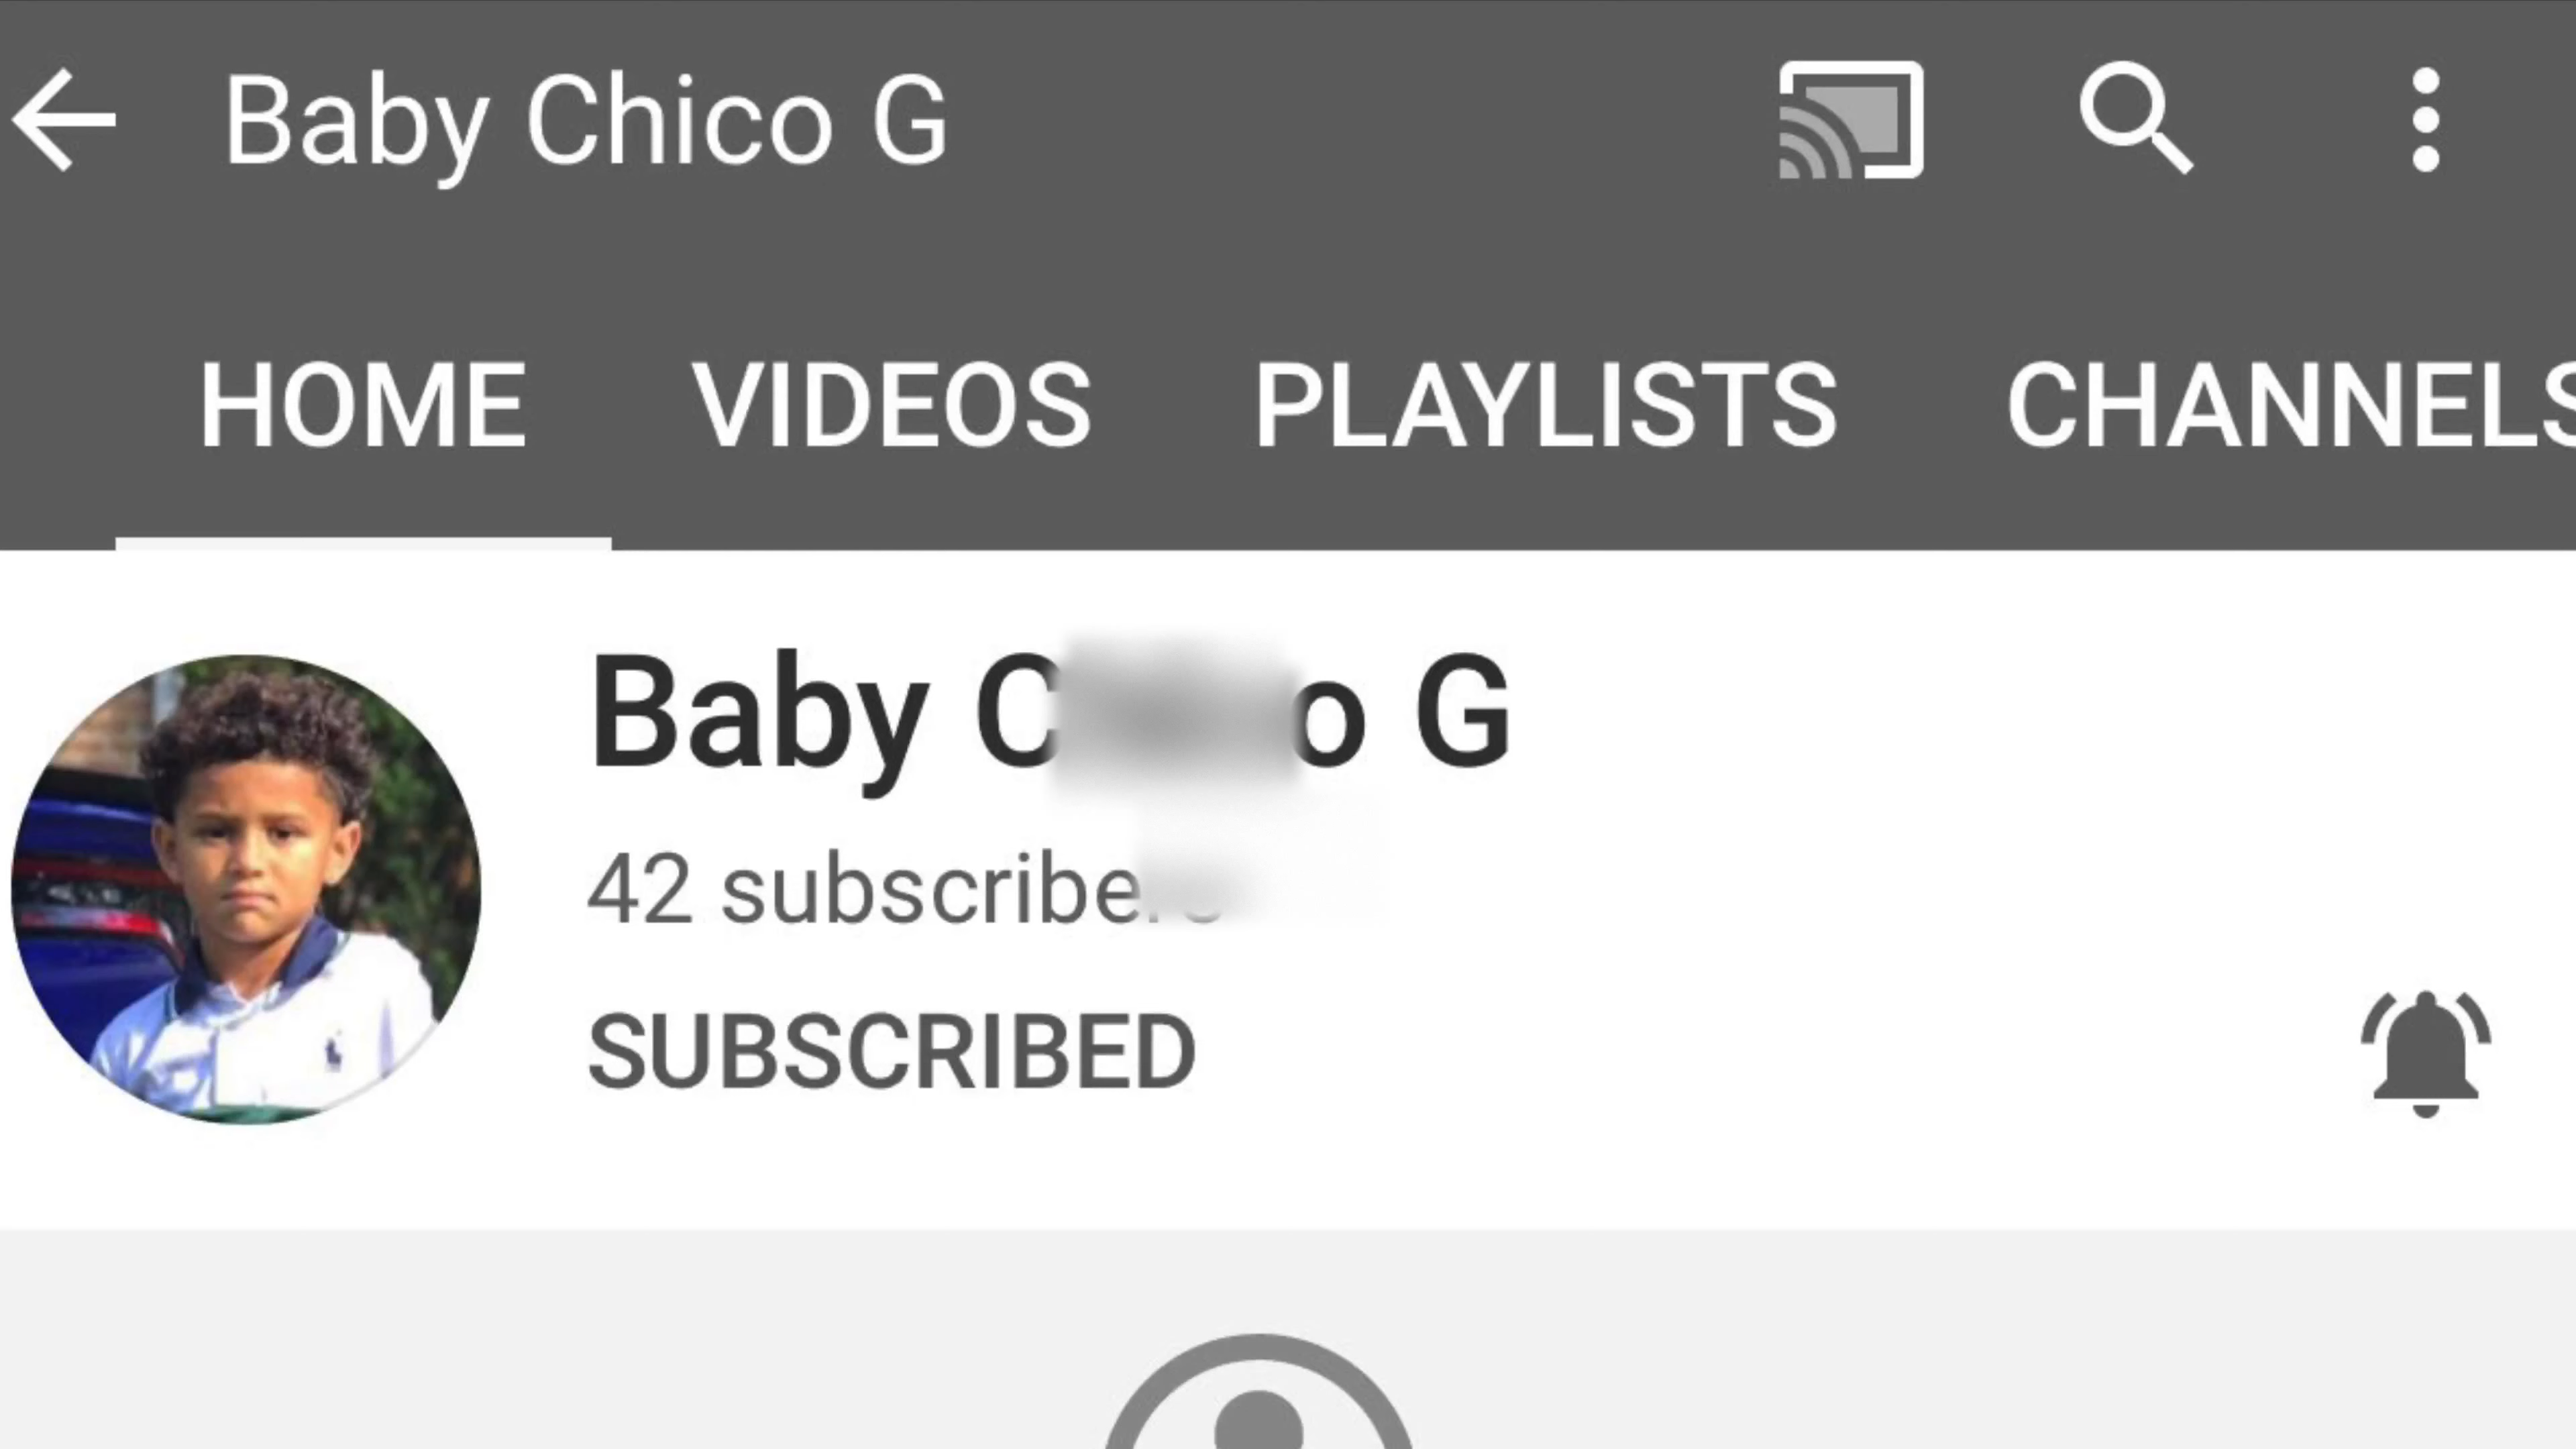 Baby Chico G
HOME VIDEOS PLAYLISTS CHANNELS
Baby G
42
SUBSCRIBED